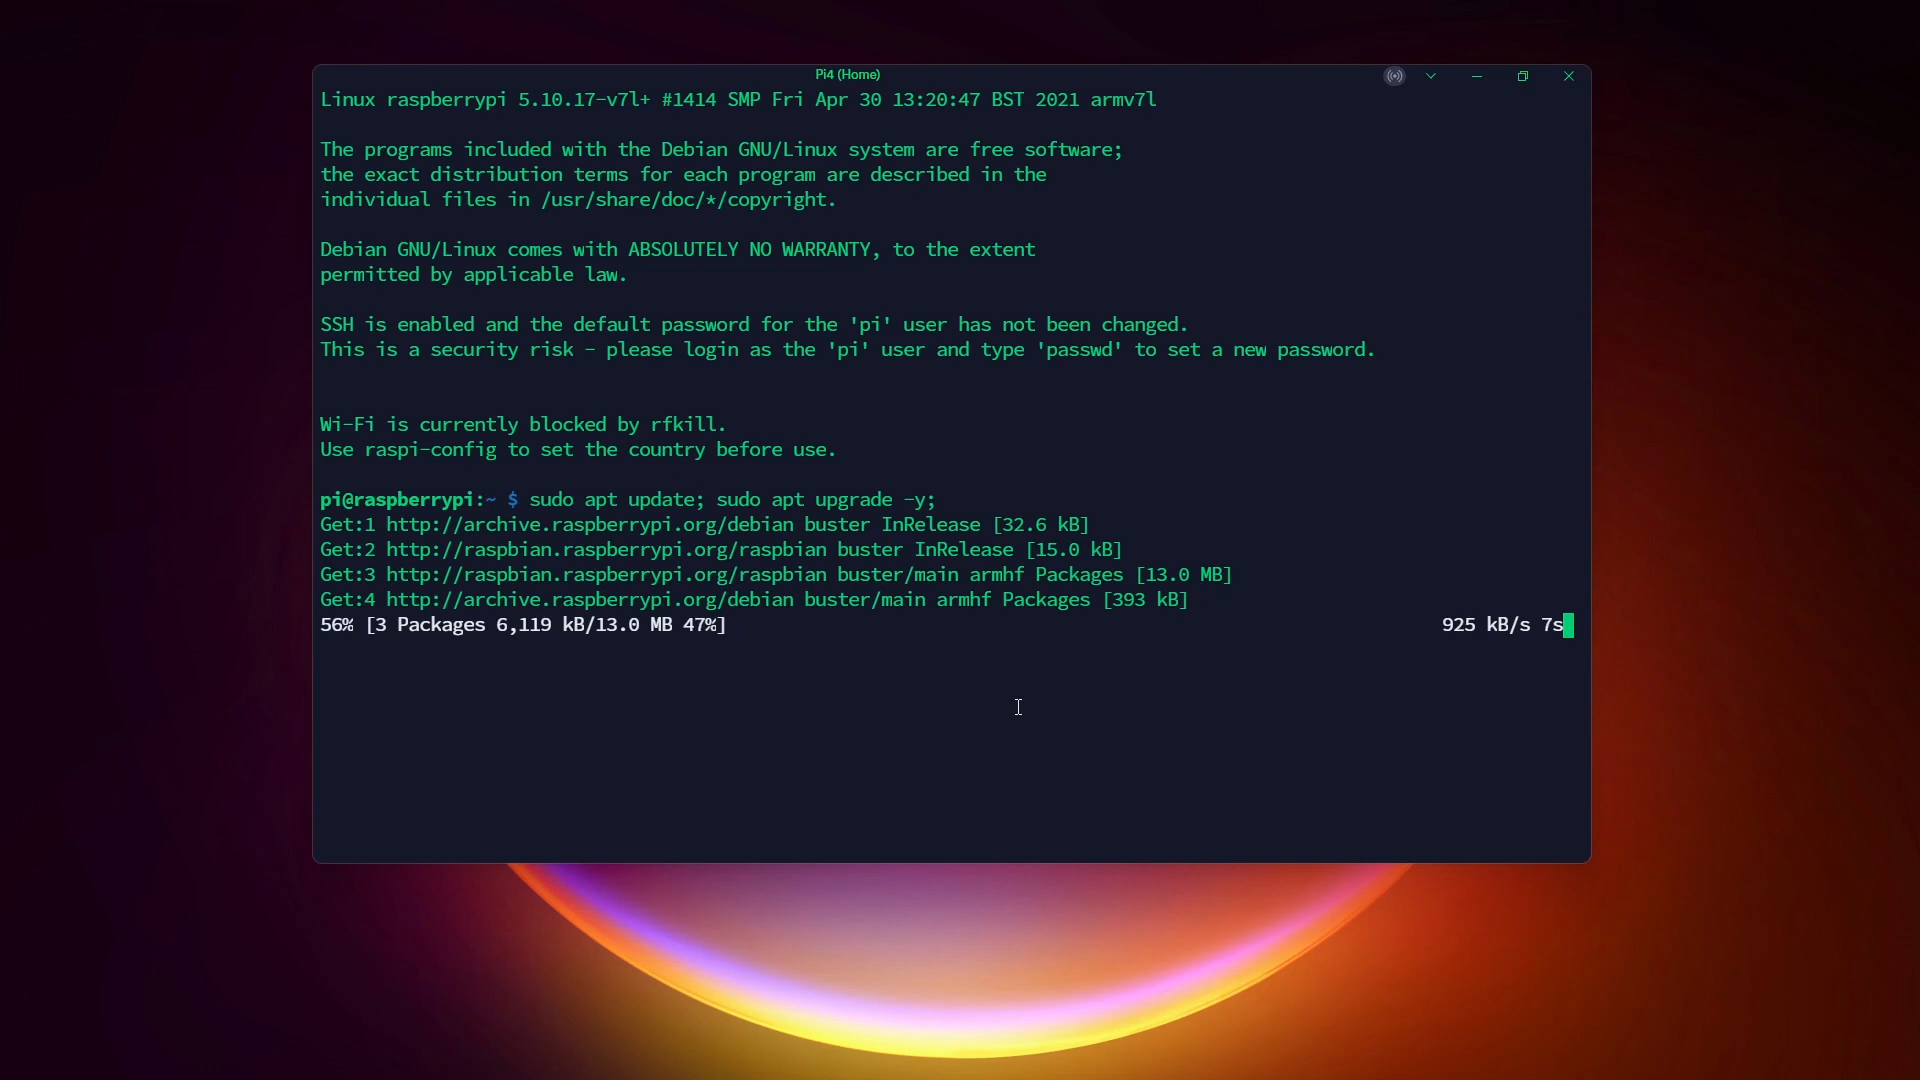 Pi4 (Home)
Linux raspberrypi 5.10.17-v7l+ #1414 SMP Fri Apr 30 13:20:47 BST 2021 armv7l
The programs included with the Debian GNU/Linux system are free software;
the exact distribution terms for each program are described in the
individual files in /usr/share/doc/*/copyright.
Debian GNU/Linux comes with ABSOLUTELY NO WARRANTY, to the extent
permitted by applicable law.
SSH is enabled and the default password for the 'pi' user has not been changed.
This is a security risk - please login as the 'pi' user and type 'passwd' to set a new password.
Wi-Fi is currently blocked by rfkill.
Use raspi-config to set the country before use.
pi@raspberrypi:~ $ sudo apt update; sudo apt upgrade -y;
Get:1 http://archive.raspberrypi.org/debian buster InRelease [32.6 kB]
Get:2 http://raspbian.raspberrypi.org/raspbian buster InRelease [15.0 kB]
Get:3 http://raspbian.raspberrypi.org/raspbian buster/main armhf Packages [13.0 MB]
Get:4 http://archive.raspberrypi.org/debian buster/main armhf Packages [393 kB]
56% [3 Packages 6,119 kB/13.0 MB 47%] 925 kB/s 7s